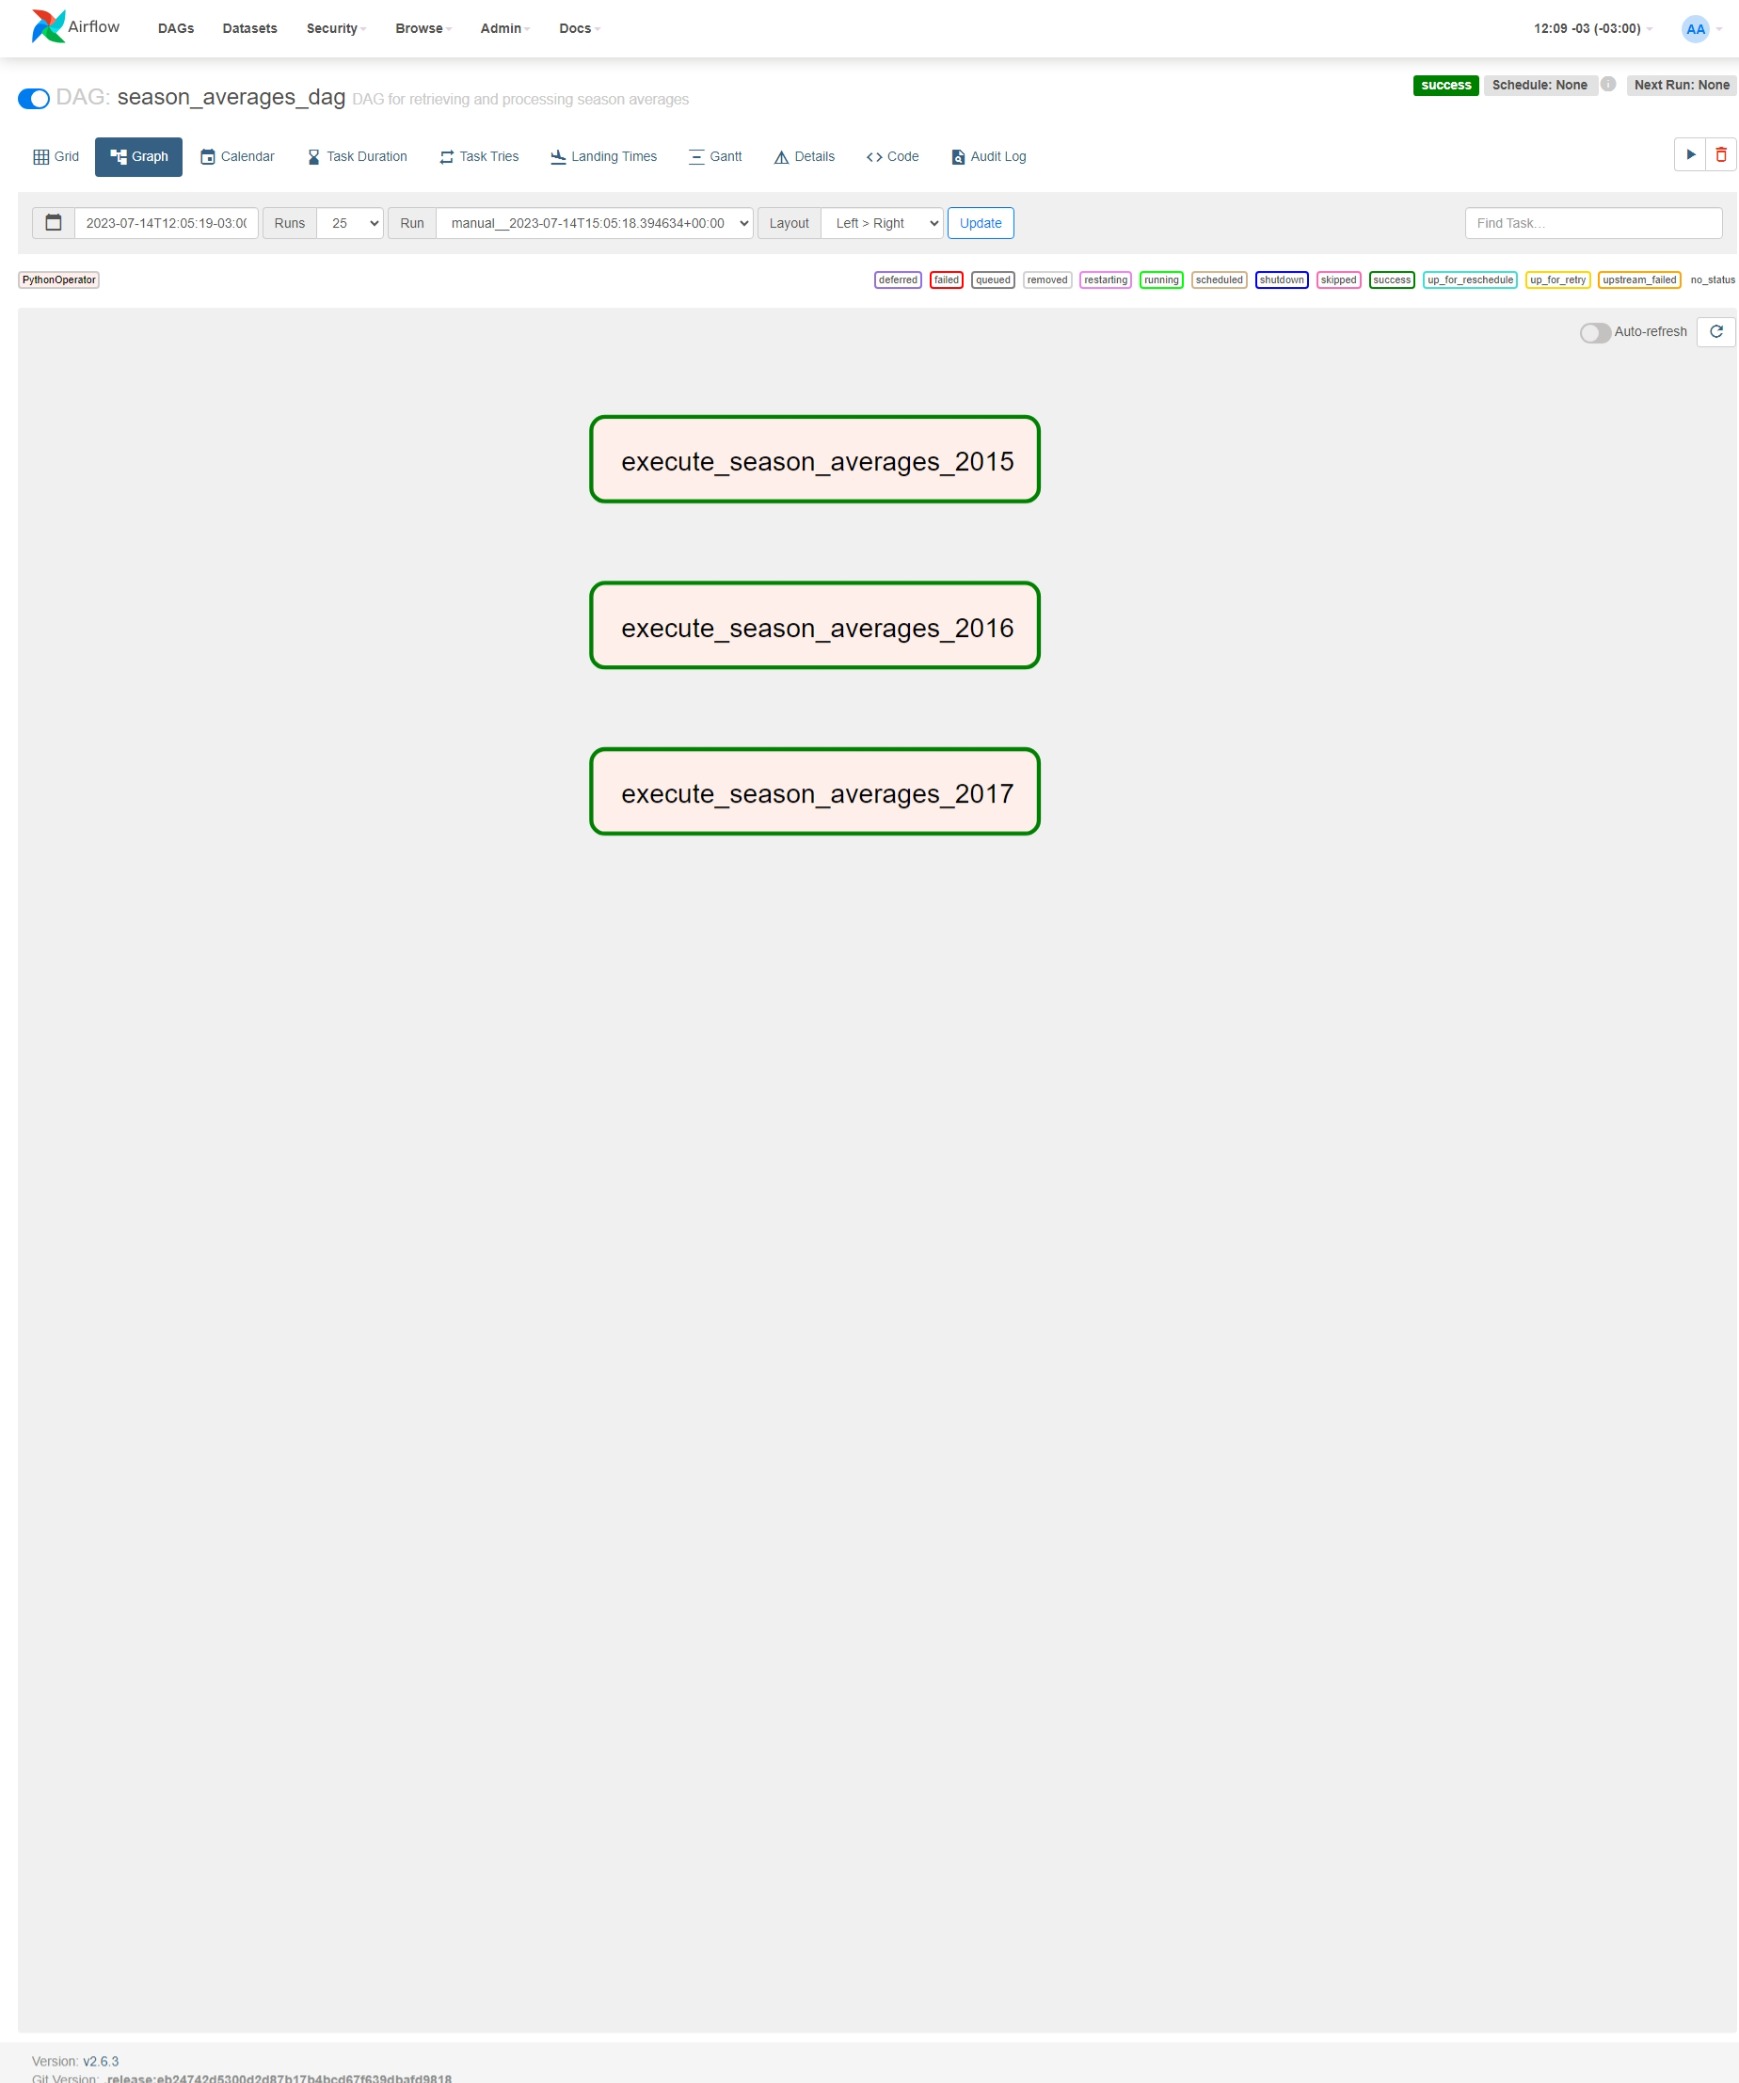 Airflow DAGs Datasets Security Browse Admin Docs 12:09 -03 (-03:00) AA
DAG: season_averages_dag DAG for retrieving and processing season averages success Schedule: None Next Run: None
Grid Graph Calendar Task Duration Task Tries Landing Times Gantt Details Code Audit Log
2023-07-14T12:05:19-03:00 Runs 25 Run manual__2023-07-14T15:05:18.394634+00:00 Layout Left > Right Update Find Task...
PythonOperator deferred failed queued removed restarting running scheduled shutdown skipped success up_for_reschedule up_for_retry upstream_failed no_status
Auto-refresh
execute_season_averages_2015
execute_season_averages_2016
execute_season_averages_2017
Version: v2.6.3
Git Version: .release:eb24742d5300d2d87b17b4bcd67f639dbafd9818